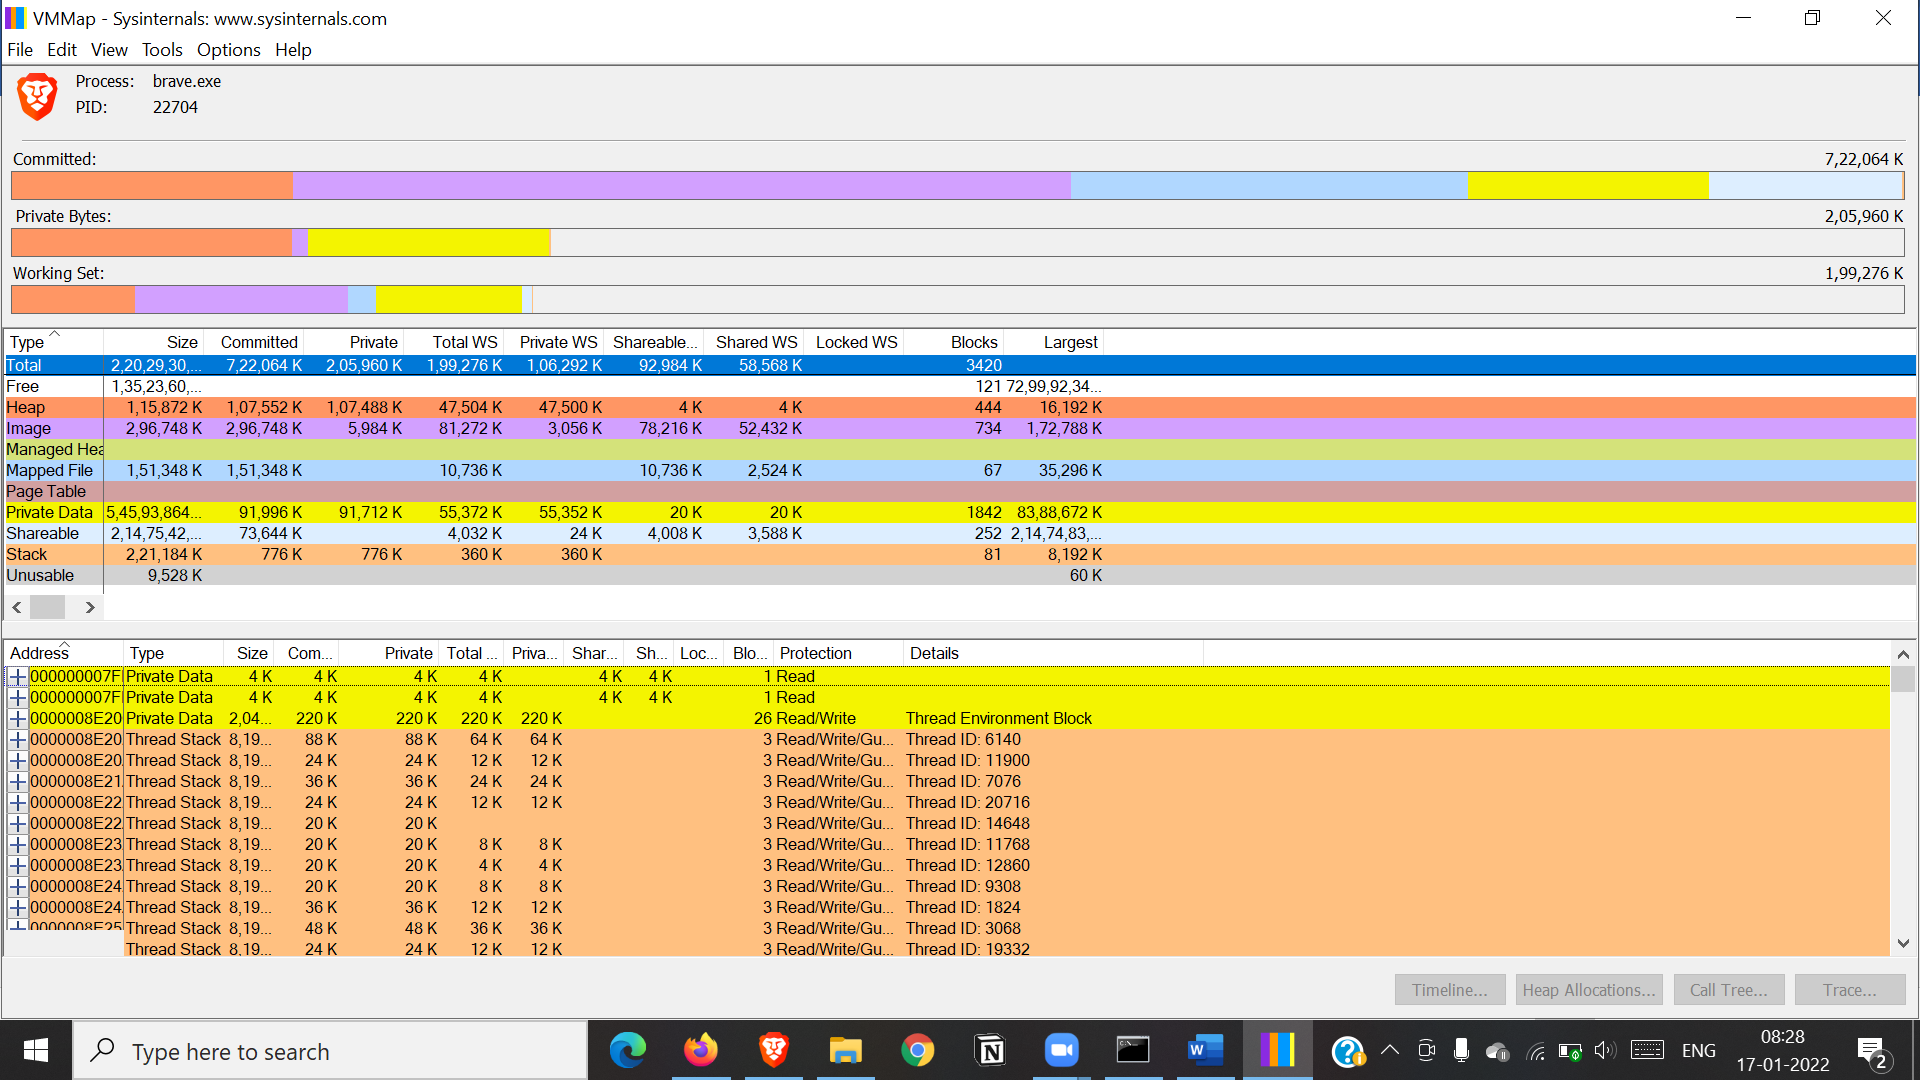 VMMap - Sysinternals: www.sysinternals.com
File Edit View Tools Options Help
Process: brave.exe
PID: 22704
Committed: 7,22,064 K
Private Bytes: 2,05,960 K
Working Set: 1,99,276 K
Type Size Committed Private Total WS Private WS Shareable... Shared WS Locked WS Blocks Largest
Total 2,20,29,30,... 7,22,064 K 2,05,960 K 1,99,276 K 1,06,292 K 92,984 K 58,568 K 3420
Free 1,35,23,60,... 121 72,99,92,34...
Heap 1,15,872 K 1,07,552 K 1,07,488 K 47,504 K 47,500 K 4 K 4 K 444 16,192 K
Image 2,96,748 K 2,96,748 K 5,984 K 81,272 K 3,056 K 78,216 K 52,432 K 734 1,72,788 K
Managed Hea
Mapped File 1,51,348 K 1,51,348 K 10,736 K 10,736 K 2,524 K 67 35,296 K
Page Table
Private Data 5,45,93,864... 91,996 K 91,712 K 55,372 K 55,352 K 20 K 20 K 1842 83,88,672 K
Shareable 2,14,75,42,... 73,644 K 4,032 K 24 K 4,008 K 3,588 K 252 2,14,74,83,...
Stack 2,21,184 K 776 K 776 K 360 K 360 K 81 8,192 K
Unusable 9,528 K 60 K
Address Type Size Com... Private Total ... Priva... Shar... Sh... Loc... Blo... Protection Details
000000007F Private Data 4 K 4 K 4 K 4 K 4 K 4 K 1 Read
000000007F Private Data 4 K 4 K 4 K 4 K 4 K 4 K 1 Read
0000008E20 Private Data 2,04... 220 K 220 K 220 K 220 K 26 Read/Write Thread Environment Block
0000008E20 Thread Stack 8,19... 88 K 88 K 64 K 64 K 3 Read/Write/Gu... Thread ID: 6140
0000008E20 Thread Stack 8,19... 24 K 24 K 12 K 12 K 3 Read/Write/Gu... Thread ID: 11900
0000008E21 Thread Stack 8,19... 36 K 36 K 24 K 24 K 3 Read/Write/Gu... Thread ID: 7076
0000008E22 Thread Stack 8,19... 24 K 24 K 12 K 12 K 3 Read/Write/Gu... Thread ID: 20716
0000008E22 Thread Stack 8,19... 20 K 20 K 3 Read/Write/Gu... Thread ID: 14648
0000008E23 Thread Stack 8,19... 20 K 20 K 8 K 8 K 3 Read/Write/Gu... Thread ID: 11768
0000008E23 Thread Stack 8,19... 20 K 20 K 4 K 4 K 3 Read/Write/Gu... Thread ID: 12860
0000008E24 Thread Stack 8,19... 20 K 20 K 8 K 8 K 3 Read/Write/Gu... Thread ID: 9308
0000008E24 Thread Stack 8,19... 36 K 36 K 12 K 12 K 3 Read/Write/Gu... Thread ID: 1824
0000008E25 Thread Stack 8,19... 48 K 48 K 36 K 36 K 3 Read/Write/Gu... Thread ID: 3068
Thread Stack 8,19... 24 K 24 K 12 K 12 K 3 Read/Write/Gu... Thread ID: 19332
Timeline... Heap Allocations... Call Tree... Trace...
Type here to search
ENG 08:28
17-01-2022
2